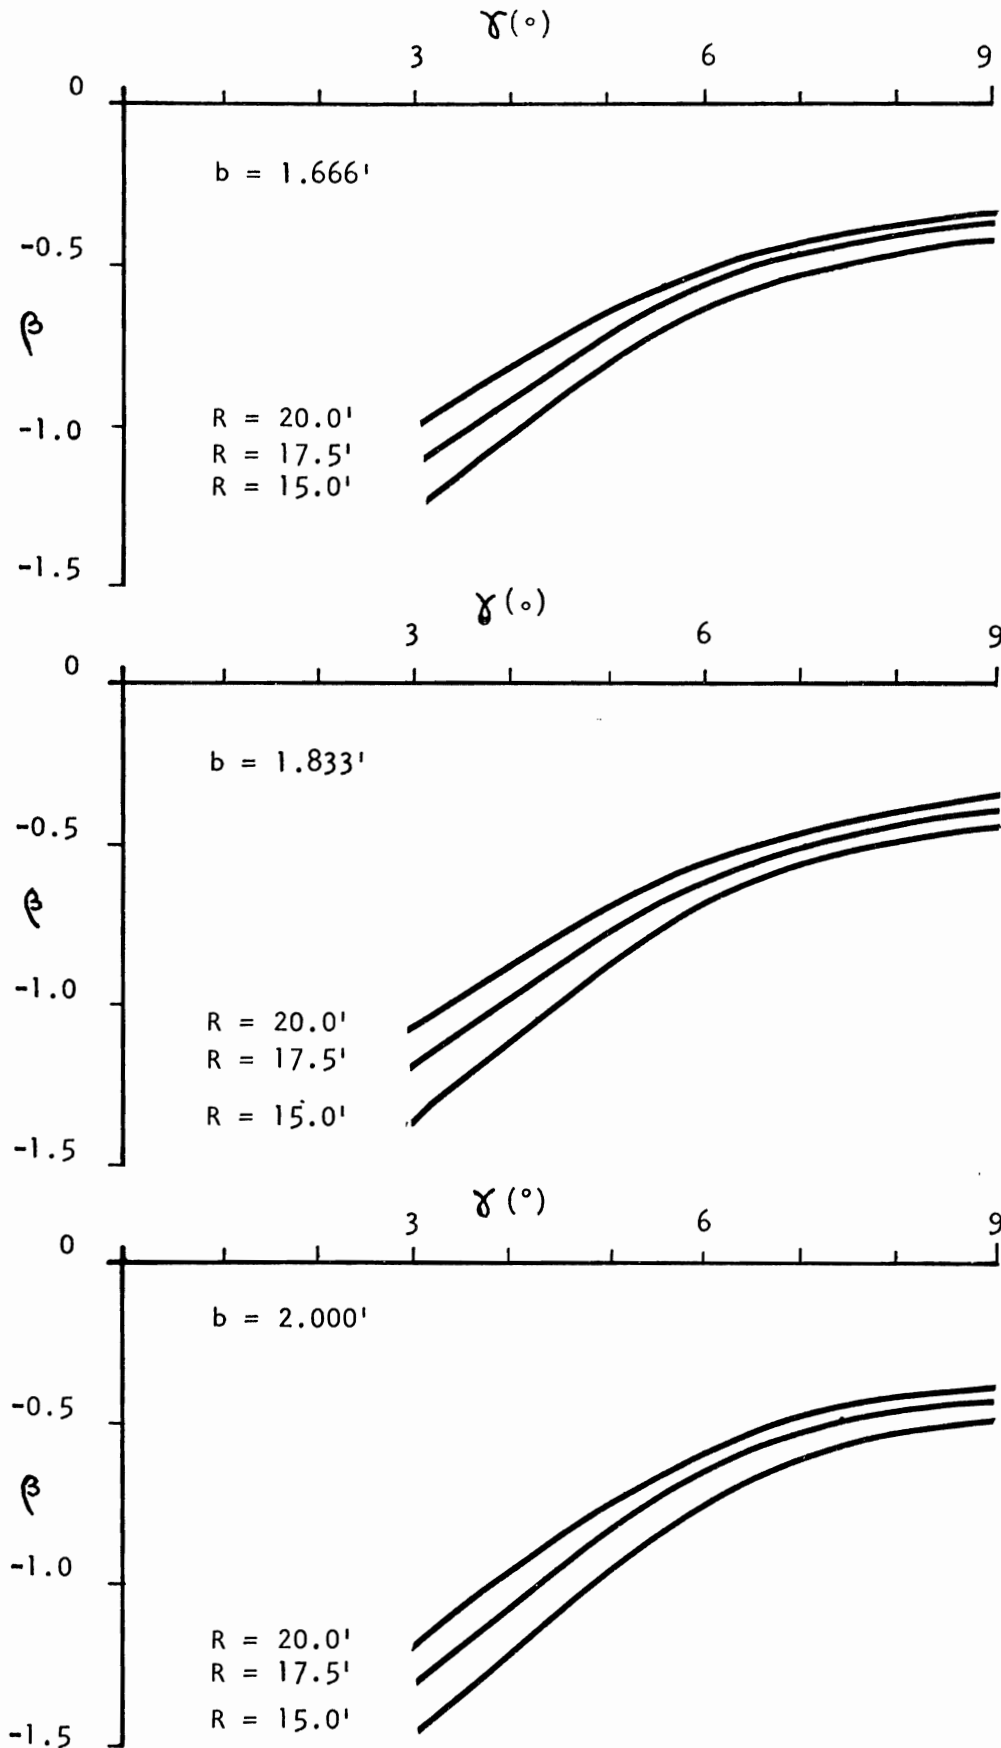 γ(°)
3 6 9
0
b = 1.666'
-0.5
β
R = 20.0'
-1.0
R = 17.5'
R = 15.0'
-1.5
γ(°)
3 6 9
0
b = 1.833'
-0.5
β
-1.0
R = 20.0'
R = 17.5'
R = 15.0'
-1.5
γ(°)
3 6 9
0
b = 2.000'
-0.5
β
-1.0
R = 20.0'
R = 17.5'
R = 15.0'
-1.5